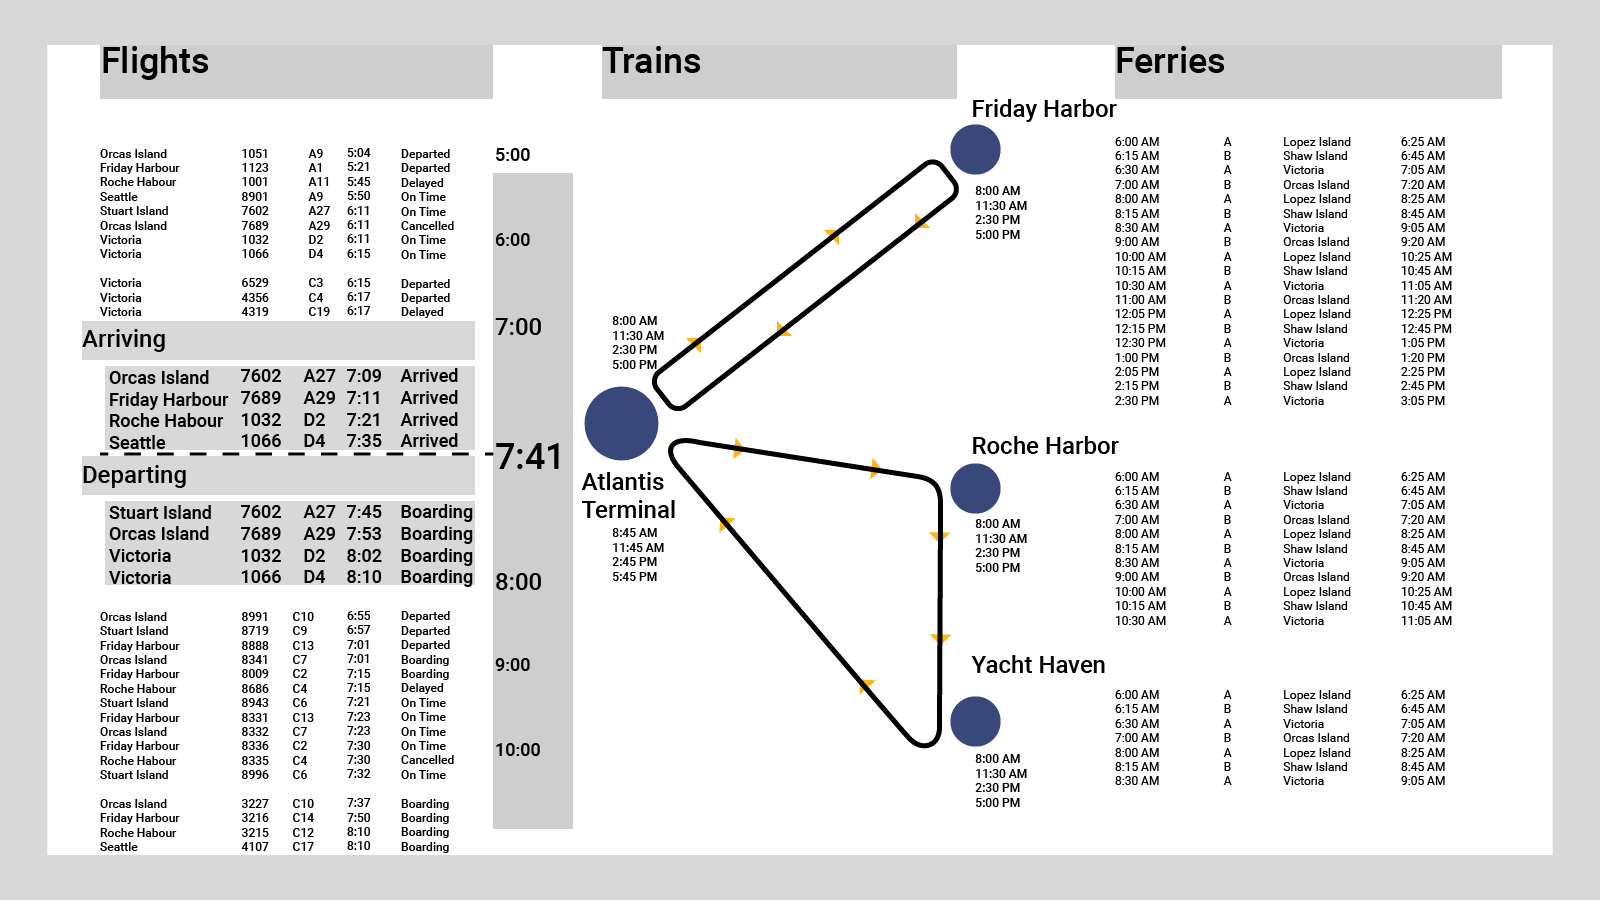 Flights
Orcas Island 1051 A9 5:04 Departed
Friday Harbour 1123 A1 5:21 Departed
Roche Habour 1001 A11 5:45 Delayed
Seattle 8901 A9 5:50 On Time
Stuart Island 7602 A27 6:11 On Time
Orcas Island 7689 A29 6:11 Cancelled
Victoria 1032 D2 6:11 On Time
Victoria 1066 D4 6:15 On Time
Victoria 6529 C3 6:15 Departed
Victoria 4356 C4 6:17 Departed
Victoria 4319 C19 6:17 Delayed
Arriving
Orcas Island 7602 A27 7:09 Arrived
Friday Harbour 7689 A29 7:11 Arrived
Roche Habour 1032 D2 7:21 Arrived
Seattle 1066 D4 7:35 Arrived
Departing
Stuart Island 7602 A27 7:45 Boarding
Orcas Island 7689 A29 7:53 Boarding
Victoria 1032 D2 8:02 Boarding
Victoria 1066 D4 8:10 Boarding
Orcas Island 8991 C10 6:55 Departed
Stuart Island 8719 C9 6:57 Departed
Friday Harbour 8888 C13 7:01 Departed
Orcas Island 8341 C7 7:01 Boarding
Friday Harbour 8009 C2 7:15 Boarding
Roche Habour 8686 C4 7:15 Delayed
Stuart Island 8943 C6 7:21 On Time
Friday Harbour 8331 C13 7:23 On Time
Orcas Island 8332 C7 7:23 On Time
Friday Harbour 8336 C2 7:30 On Time
Roche Habour 8335 C4 7:30 Cancelled
Stuart Island 8996 C6 7:32 On Time
Orcas Island 3227 C10 7:37 Boarding
Friday Harbour 3216 C14 7:50 Boarding
Roche Habour 3215 C12 8:10 Boarding
Seattle 4107 C17 8:10 Boarding
5:00
6:00
7:00
7:41
8:00
9:00
10:00
Trains
Friday Harbor
8:00 AM
11:30 AM
2:30 PM
5:00 PM
8:00 AM
11:30 AM
2:30 PM
5:00 PM
Atlantis
Terminal
8:45 AM
11:45 AM
2:45 PM
5:45 PM
Roche Harbor
8:00 AM
11:30 AM
2:30 PM
5:00 PM
Yacht Haven
8:00 AM
11:30 AM
2:30 PM
5:00 PM
Ferries
6:00 AM A Lopez Island 6:25 AM
6:15 AM B Shaw Island 6:45 AM
6:30 AM A Victoria 7:05 AM
7:00 AM B Orcas Island 7:20 AM
8:00 AM A Lopez Island 8:25 AM
8:15 AM B Shaw Island 8:45 AM
8:30 AM A Victoria 9:05 AM
9:00 AM B Orcas Island 9:20 AM
10:00 AM A Lopez Island 10:25 AM
10:15 AM B Shaw Island 10:45 AM
10:30 AM A Victoria 11:05 AM
11:00 AM B Orcas Island 11:20 AM
12:05 PM A Lopez Island 12:25 PM
12:15 PM B Shaw Island 12:45 PM
12:30 PM A Victoria 1:05 PM
1:00 PM B Orcas Island 1:20 PM
2:05 PM A Lopez Island 2:25 PM
2:15 PM B Shaw Island 2:45 PM
2:30 PM A Victoria 3:05 PM
6:00 AM A Lopez Island 6:25 AM
6:15 AM B Shaw Island 6:45 AM
6:30 AM A Victoria 7:05 AM
7:00 AM B Orcas Island 7:20 AM
8:00 AM A Lopez Island 8:25 AM
8:15 AM B Shaw Island 8:45 AM
8:30 AM A Victoria 9:05 AM
9:00 AM B Orcas Island 9:20 AM
10:00 AM A Lopez Island 10:25 AM
10:15 AM B Shaw Island 10:45 AM
10:30 AM A Victoria 11:05 AM
6:00 AM A Lopez Island 6:25 AM
6:15 AM B Shaw Island 6:45 AM
6:30 AM A Victoria 7:05 AM
7:00 AM B Orcas Island 7:20 AM
8:00 AM A Lopez Island 8:25 AM
8:15 AM B Shaw Island 8:45 AM
8:30 AM A Victoria 9:05 AM